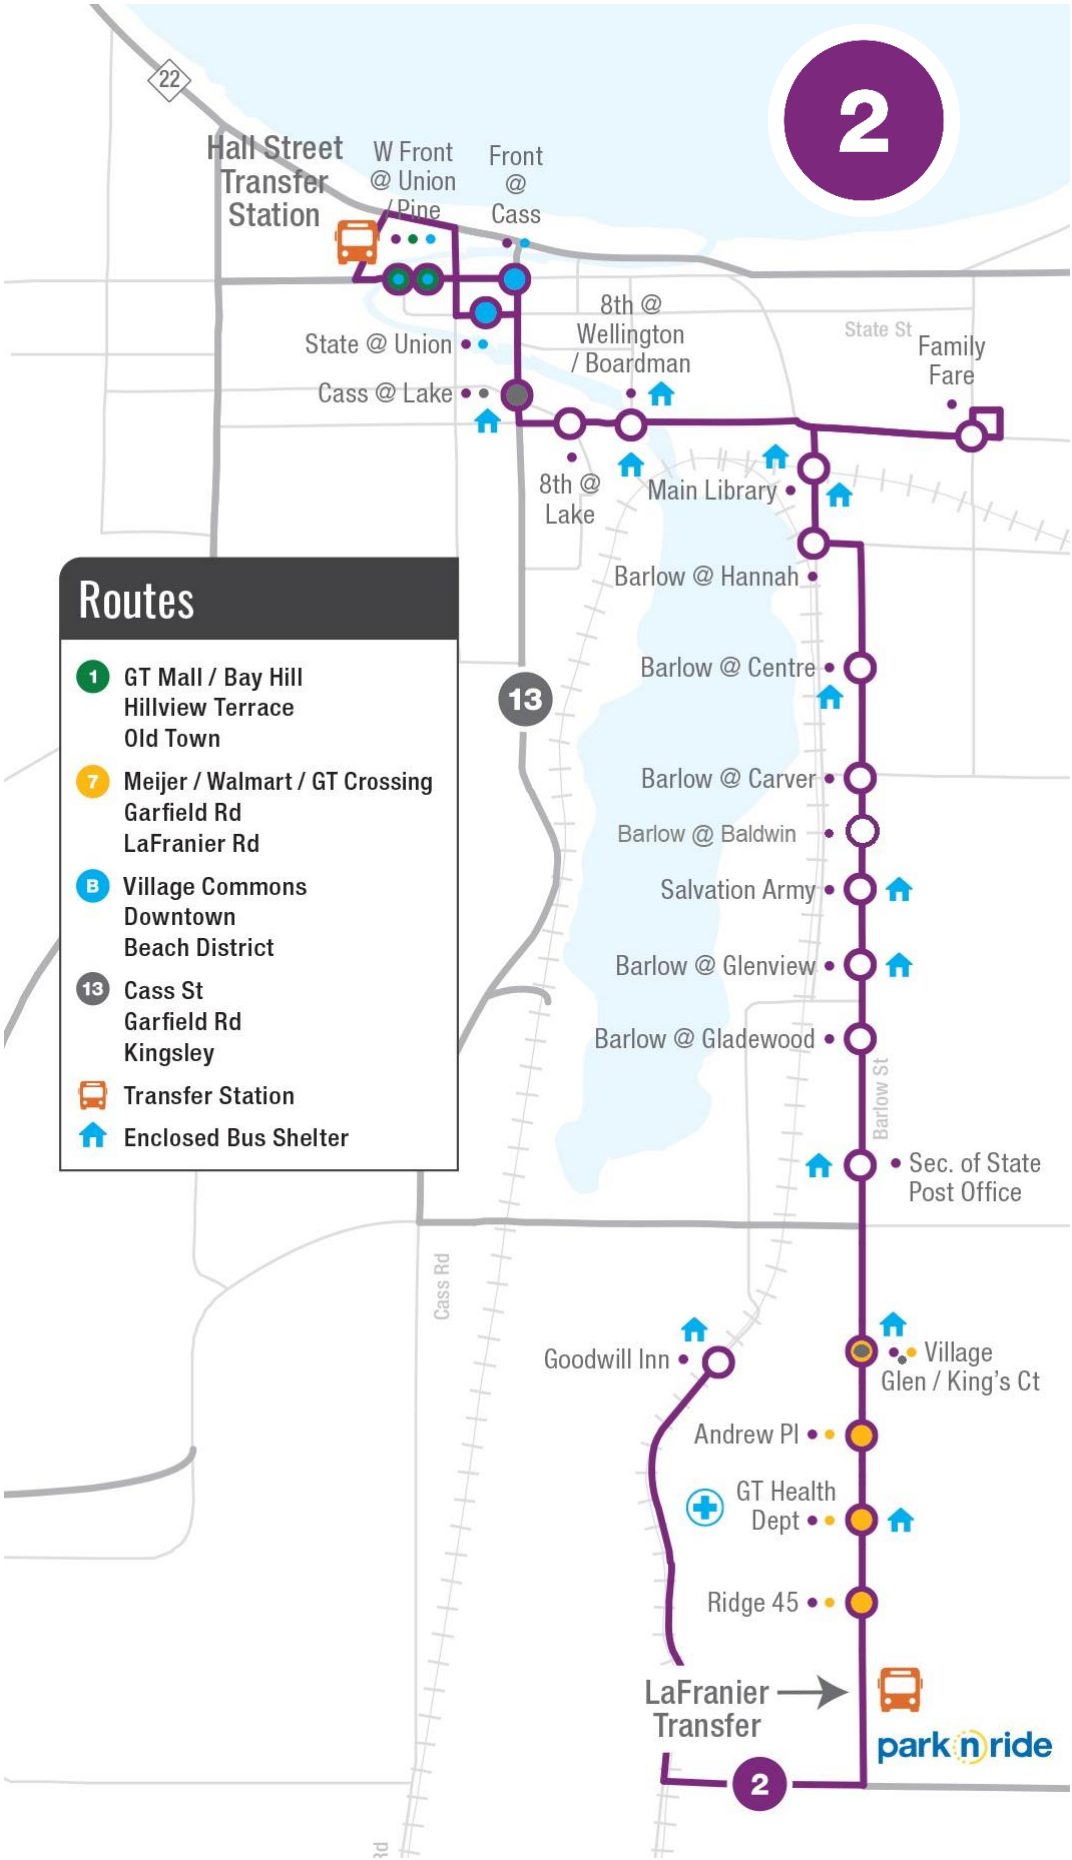 22
2
Hall Street
Transfer
Station
W Front
@ Union
/ Pine
Front
@
Cass
8th @
Wellington
/ Boardman
State St
Family
Fare
State @ Union
Cass @ Lake
8th @
Lake
Main Library
Barlow @ Hannah
Routes
1
GT Mall / Bay Hill
Hillview Terrace
Old Town
7
Meijer / Walmart / GT Crossing
Garfield Rd
LaFranier Rd
B
Village Commons
Downtown
Beach District
13
Cass St
Garfield Rd
Kingsley
Transfer Station
Enclosed Bus Shelter
13
Barlow @ Centre
Barlow @ Carver
Barlow @ Baldwin
Salvation Army
Barlow @ Glenview
Barlow @ Gladewood
Barlow St
Sec. of State
Post Office
Cass Rd
Goodwill Inn
Village
Glen / King's Ct
Andrew Pl
GT Health
Dept
Ridge 45
LaFranier
Transfer
park n ride
2
Rd